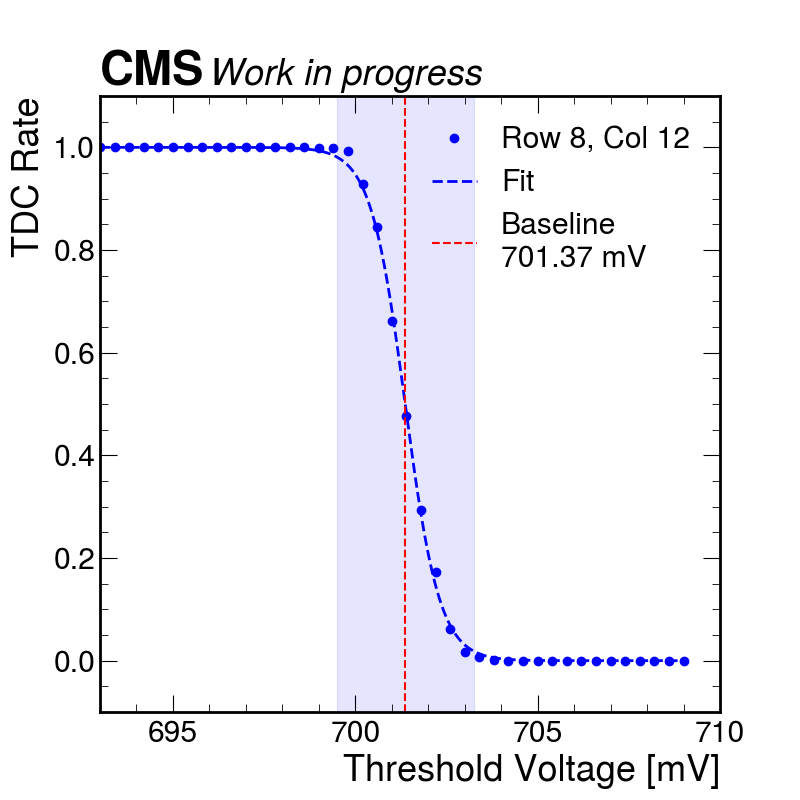 CMS Work in progress
TDC Rate
1.0
0.8
0.6
0.4
0.2
0.0
Row 8, Col 12
Fit
Baseline
701.37 mV
695
700
705
710
Threshold Voltage [mV]